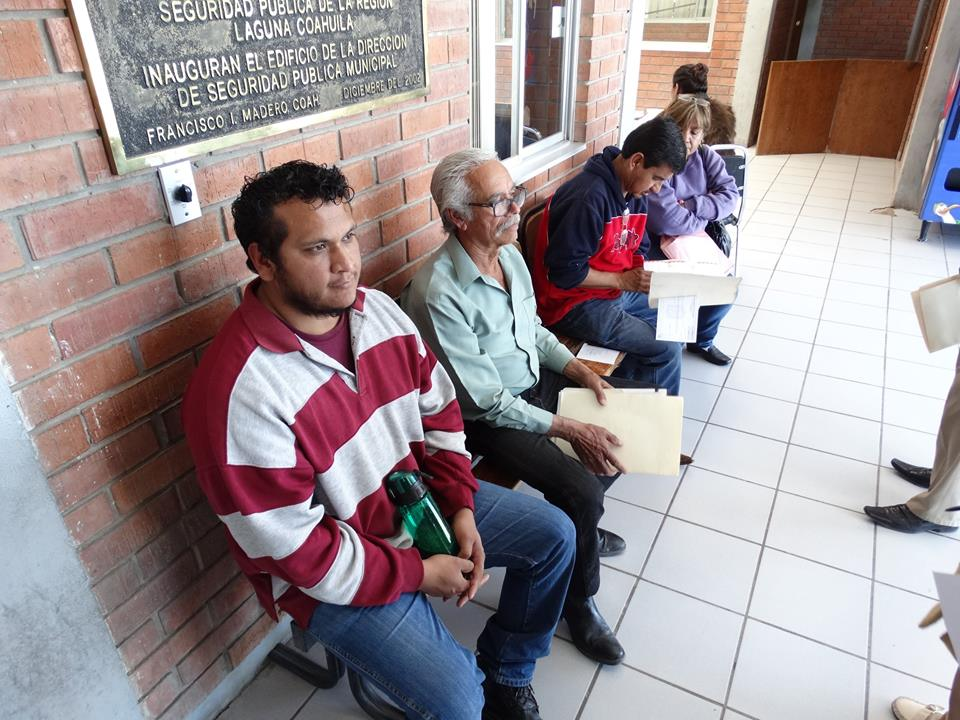 SEGURIDAD PUBLICA DE LA REGION
LAGUNA COAHUILA
INAUGURAN EL EDIFICIO DE LA DIRECCION
DE SEGURIDAD PUBLICA MUNICIPAL
FRANCISCO I. MADERO COAH. DICIEMBRE DEL 2002